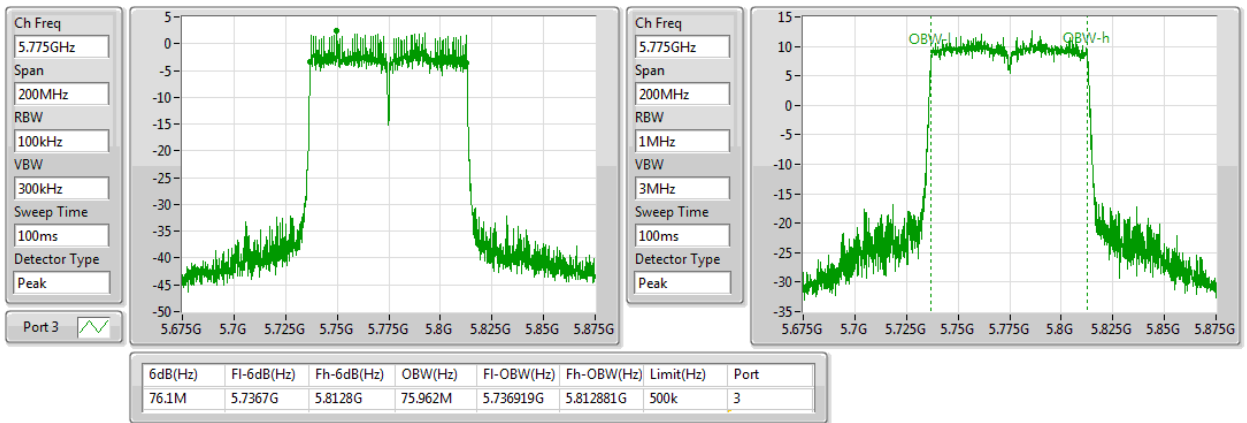 Ch Freq
5.775GHz
Span
200MHz
RBW
100kHz
VBW
300kHz
Sweep Time
100ms
Detector Type
Peak
Port 3
5
0
-5
-10
-15
-20
-25
-30
-35
-40
-45
-50
5.675G 5.7G 5.725G 5.75G 5.775G 5.8G 5.825G 5.85G 5.875G
Ch Freq
5.775GHz
Span
200MHz
RBW
1MHz
VBW
3MHz
Sweep Time
100ms
Detector Type
Peak
15
10
5
0
-5
-10
-15
-20
-25
-30
-35
OBW-l OBW-h
5.675G 5.7G 5.725G 5.75G 5.775G 5.8G 5.825G 5.85G 5.875G
6dB(Hz) Fl-6dB(Hz) Fh-6dB(Hz) OBW(Hz) Fl-OBW(Hz) Fh-OBW(Hz) Limit(Hz) Port
76.1M 5.7367G 5.8128G 75.962M 5.736919G 5.812881G 500k 3